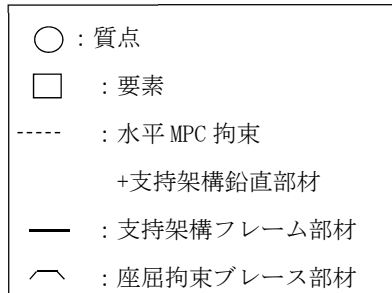 ：質点
：要素
：水平 MPC 拘束
+支持架構鉛直部材
：支持架構フレーム部材
：座屈拘束ブレース部材